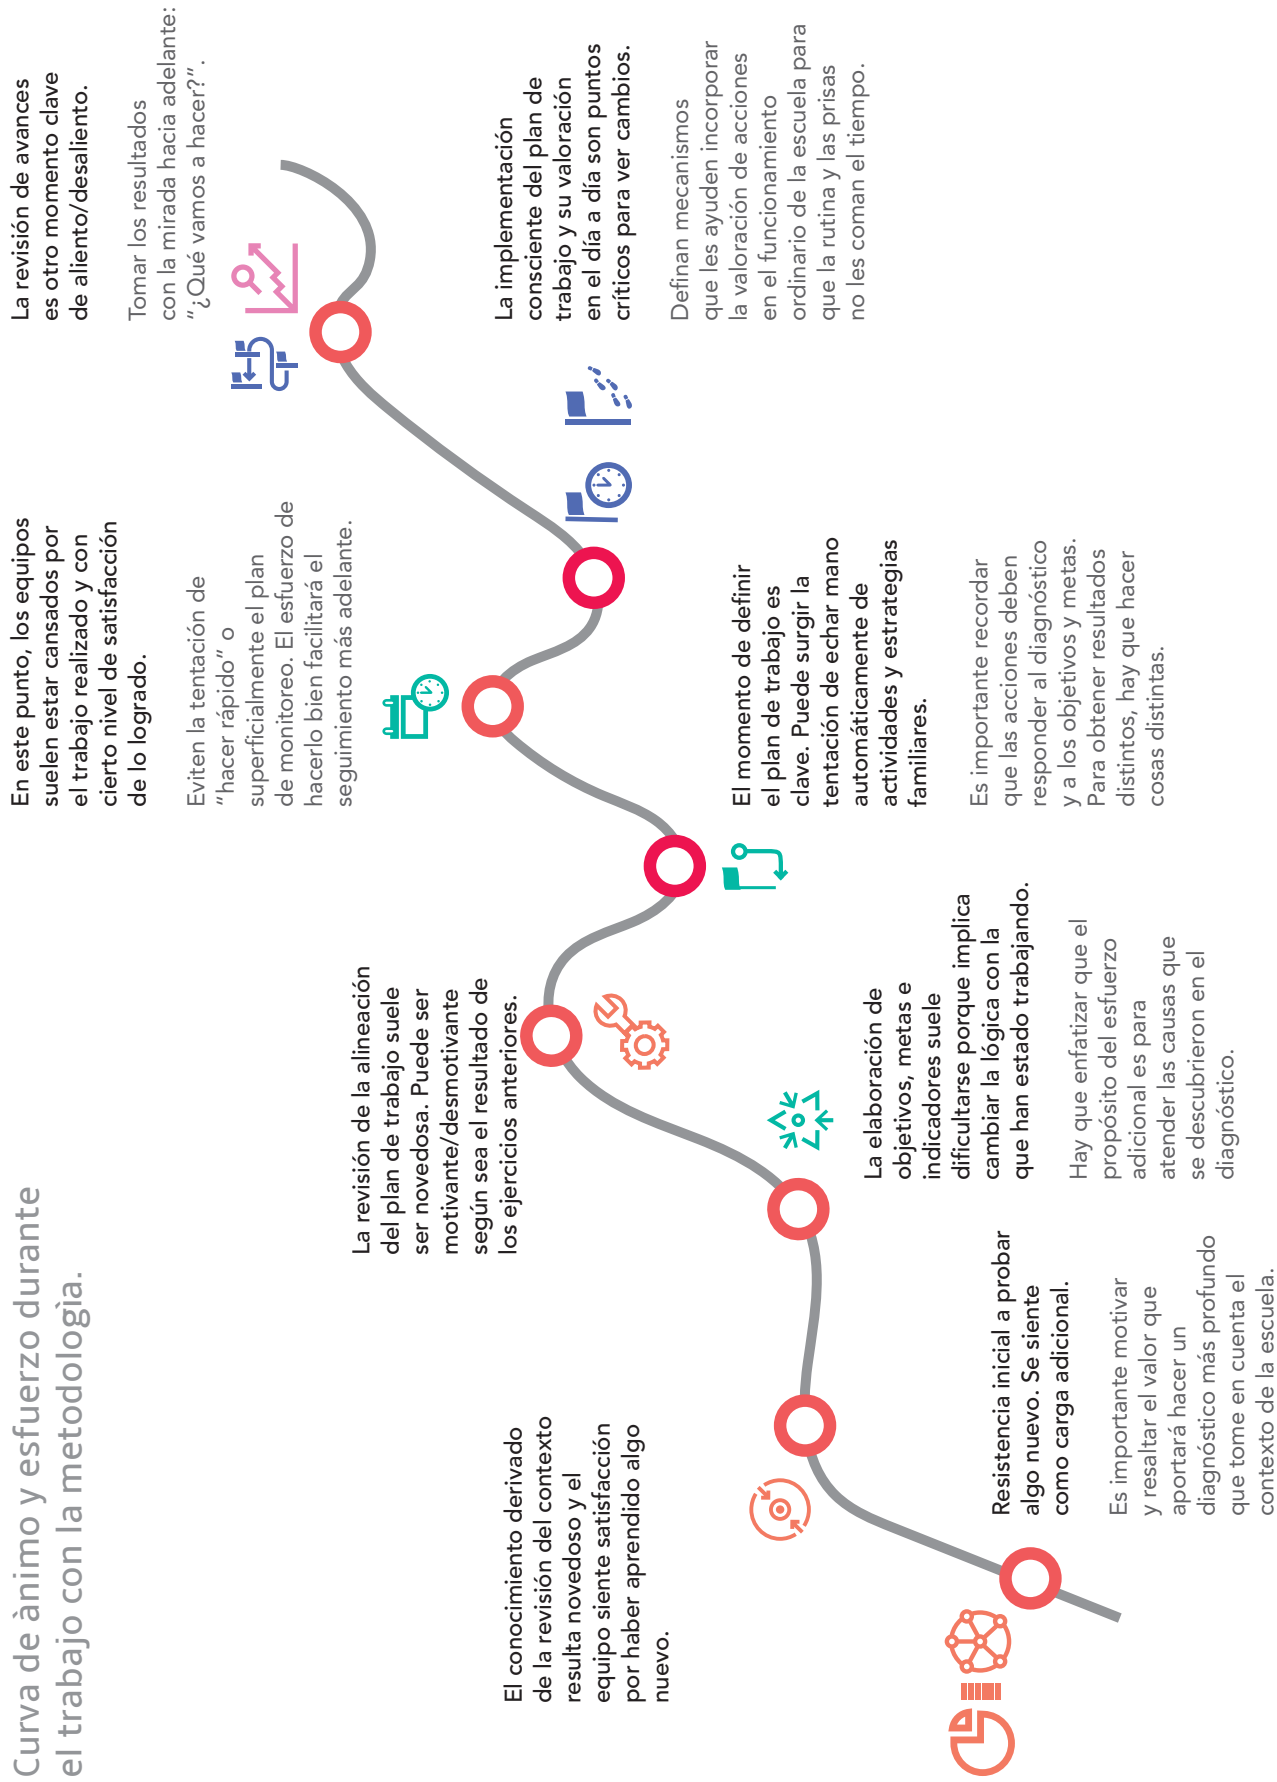 Curva de ànimo y esfuerzo durante
el trabajo con la metodologìa.
Resistencia inicial a probar
algo nuevo. Se siente
como carga adicional.
Es importante motivar
y resaltar el valor que
aportará hacer un
diagnóstico más profundo
que tome en cuenta el
contexto de la escuela.
El conocimiento derivado
de la revisión del contexto
resulta novedoso y el
equipo siente satisfacción
por haber aprendido algo
nuevo.
La elaboración de
objetivos, metas e
indicadores suele
dificultarse porque implica
cambiar la lógica con la
que han estado trabajando.
Hay que enfatizar que el
propósito del esfuerzo
adicional es para
atender las causas que
se descubrieron en el
diagnóstico.
La revisión de la alineación
del plan de trabajo suele
ser novedosa. Puede ser
motivante/desmotivante
según sea el resultado de
los ejercicios anteriores.
El momento de definir
el plan de trabajo es
clave. Puede surgir la
tentación de echar mano
automáticamente de
actividades y estrategias
familiares.
Es importante recordar
que las acciones deben
responder al diagnóstico
y a los objetivos y metas.
Para obtener resultados
distintos, hay que hacer
cosas distintas.
En este punto, los equipos
suelen estar cansados por
el trabajo realizado y con
cierto nivel de satisfacción
de lo logrado.
Eviten la tentación de
“hacer rápido” o
superficialmente el plan
de monitoreo. El esfuerzo de
hacerlo bien facilitará el
seguimiento más adelante.
La implementación
consciente del plan de
trabajo y su valoración
en el día a día son puntos
críticos para ver cambios.
Definan mecanismos
que les ayuden incorporar
la valoración de acciones
en el funcionamiento
ordinario de la escuela para
que la rutina y las prisas
no les coman el tiempo.
La revisión de avances
es otro momento clave
de aliento/desaliento.
Tomar los resultados
con la mirada hacia adelante:
“¿Qué vamos a hacer?”.